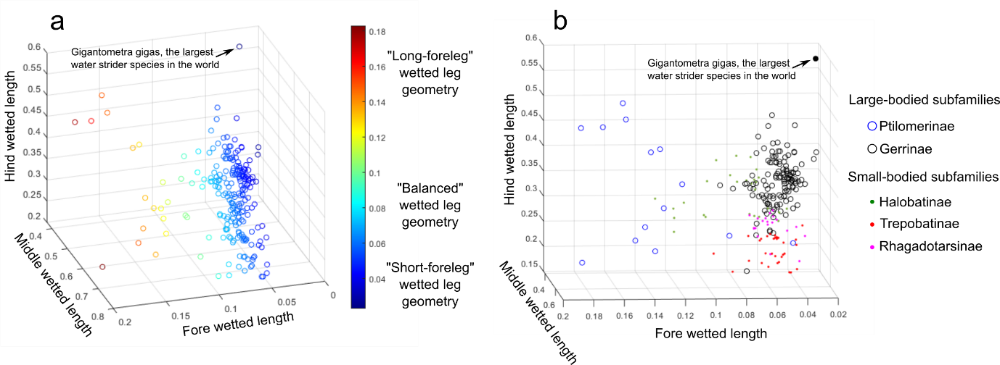 a
Gigantometra gigas, the largest
water strider species in the world
Hind wetted length
0.6
0.55
0.5
0.45
0.4
0.35
0.3
0.25
0.2
Middle wetted length
0.4
0.5
0.6
0.7
0.8
Fore wetted length
0.2
0.15
0.1
0.05
0
0.18
0.16
0.14
0.12
0.1
0.08
0.06
0.04
"Long-foreleg"
wetted leg
geometry
"Balanced"
wetted leg
geometry
"Short-foreleg"
wetted leg
geometry
b
Gigantometra gigas, the largest
water strider species in the world
Hind wetted length
0.6
0.55
0.5
0.45
0.4
0.35
0.3
0.25
0.2
0.15
Middle wetted length
0.4
0.6
Fore wetted length
0.2
0.18
0.16
0.14
0.12
0.1
0.08
0.06
0.04
0.02
Large-bodied subfamilies
Ptilomerinae
Gerrinae
Small-bodied subfamilies
Halobatinae
Trepobatinae
Rhagadotarsinae